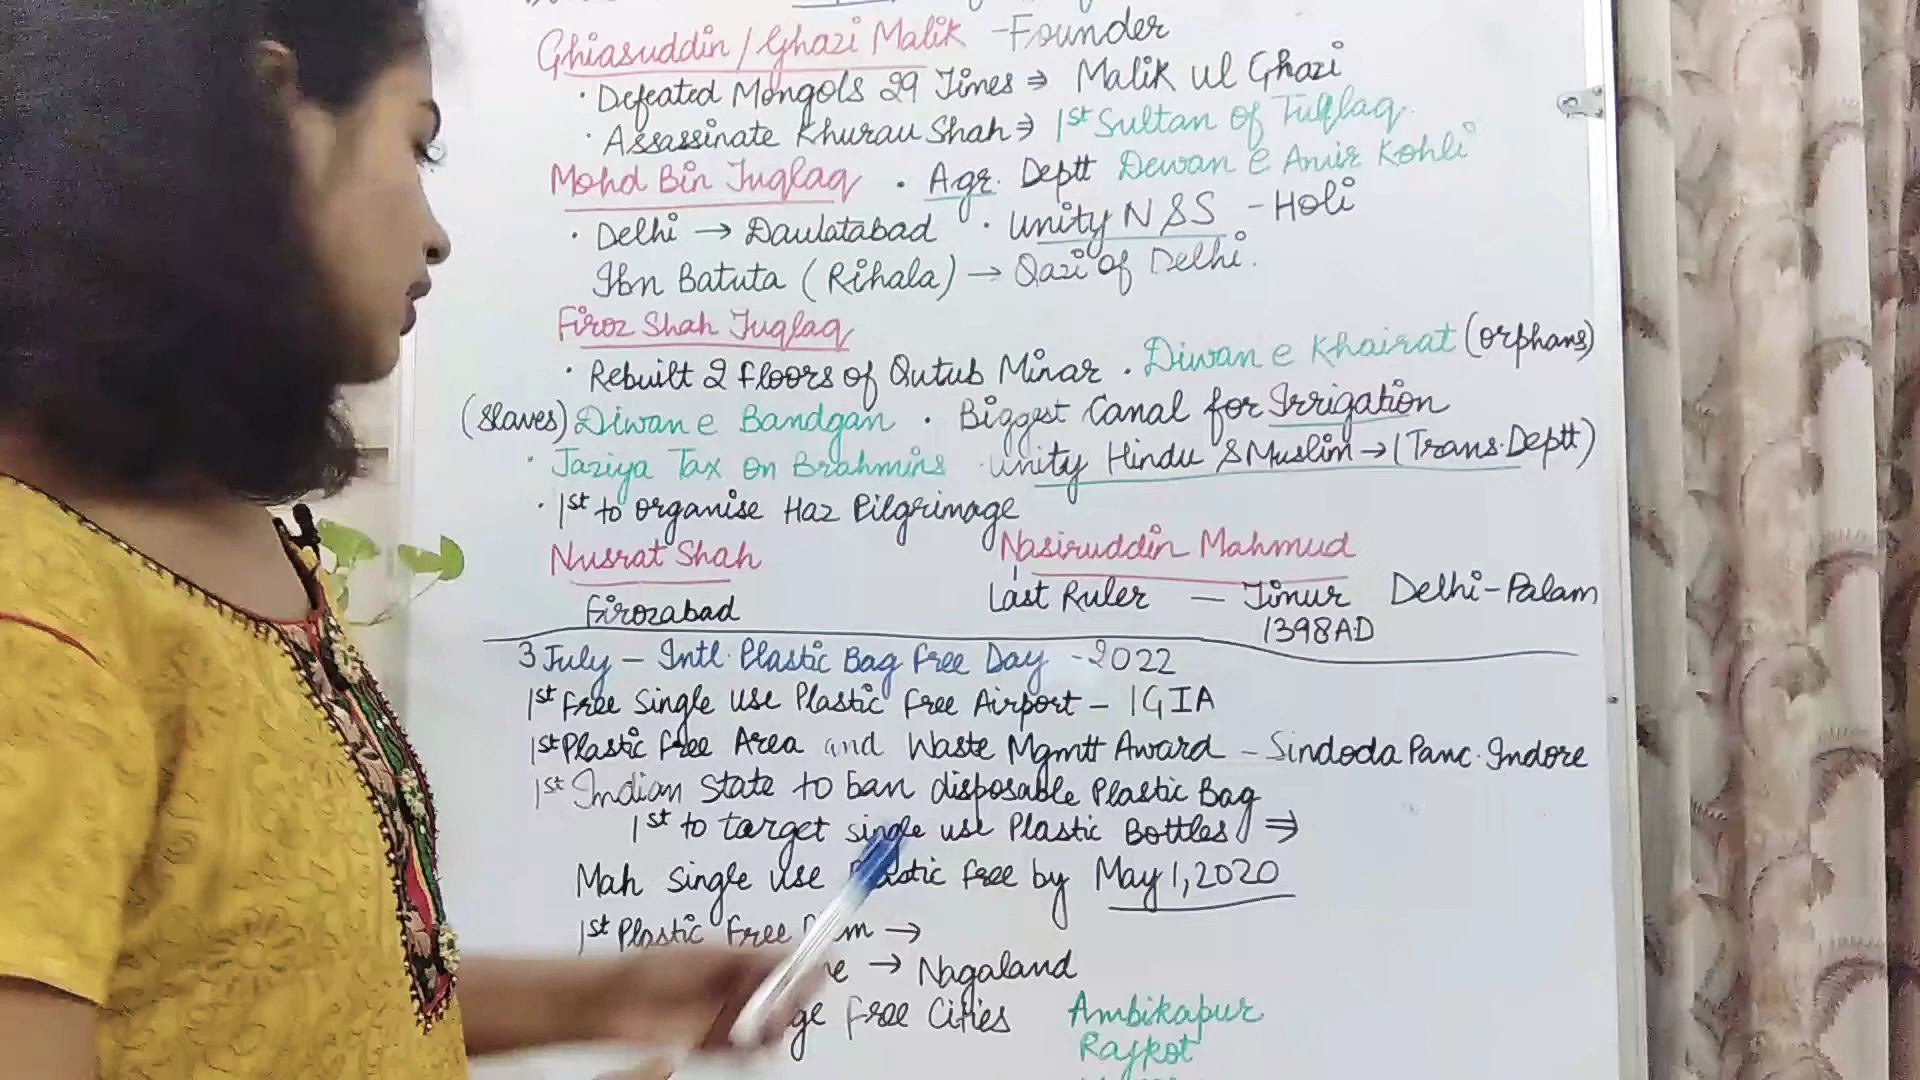 Ghiasuddin / Ghazi Malik - Founder
· Defeated Mongols 29 Times ⇒ Malik ul Ghazi
· Assassinate Khurau Shah ⇒ 1st Sultan of Tuqlaq.
Mohd Bin Tuqlaq · Agr. Deptt Dewan e Amir Kohli
· Delhi → Daulatabad · Unity N & S - Holi
Ibn Batuta (Rihala) → Qazi of Delhi.
Firoz Shah Tuqlaq
· Rebuilt 2 floors of Qutub Minar . Diwan e Khairat (orphans)
(slaves) Diwan e Bandgan · Biggest Canal for Irrigation
· Jaziya Tax on Brahmins · Unity Hindu & Muslim → (Trans. Deptt)
· 1st to organise Haz Pilgrimage
Nusrat Shah Nasiruddin Mahmud
Firozabad Last Ruler — Timur Delhi-Palam
1398AD
3 July - Intl. Plastic Bag Free Day - 2022
1st Free Single Use Plastic Free Airport - IGIA
1st Plastic free Area and Waste Mgmtt Award - Sindoda Panc. Indore
1st Indian State to ban disposable Plastic Bag
1st to target single use Plastic Bottles ⇒
Mah single use Plastic free by May 1, 2020
1st Plastic Free →
→ Nagaland
free Cities Ambikapur
Rajkot